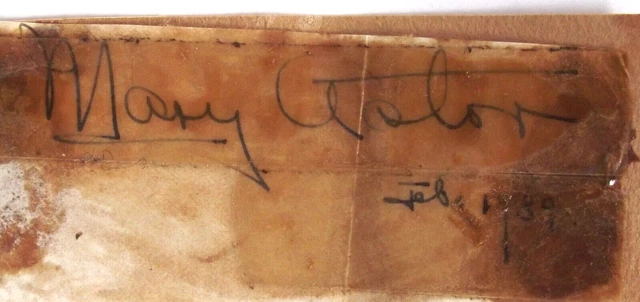 Mary Astor
Feb. 1939